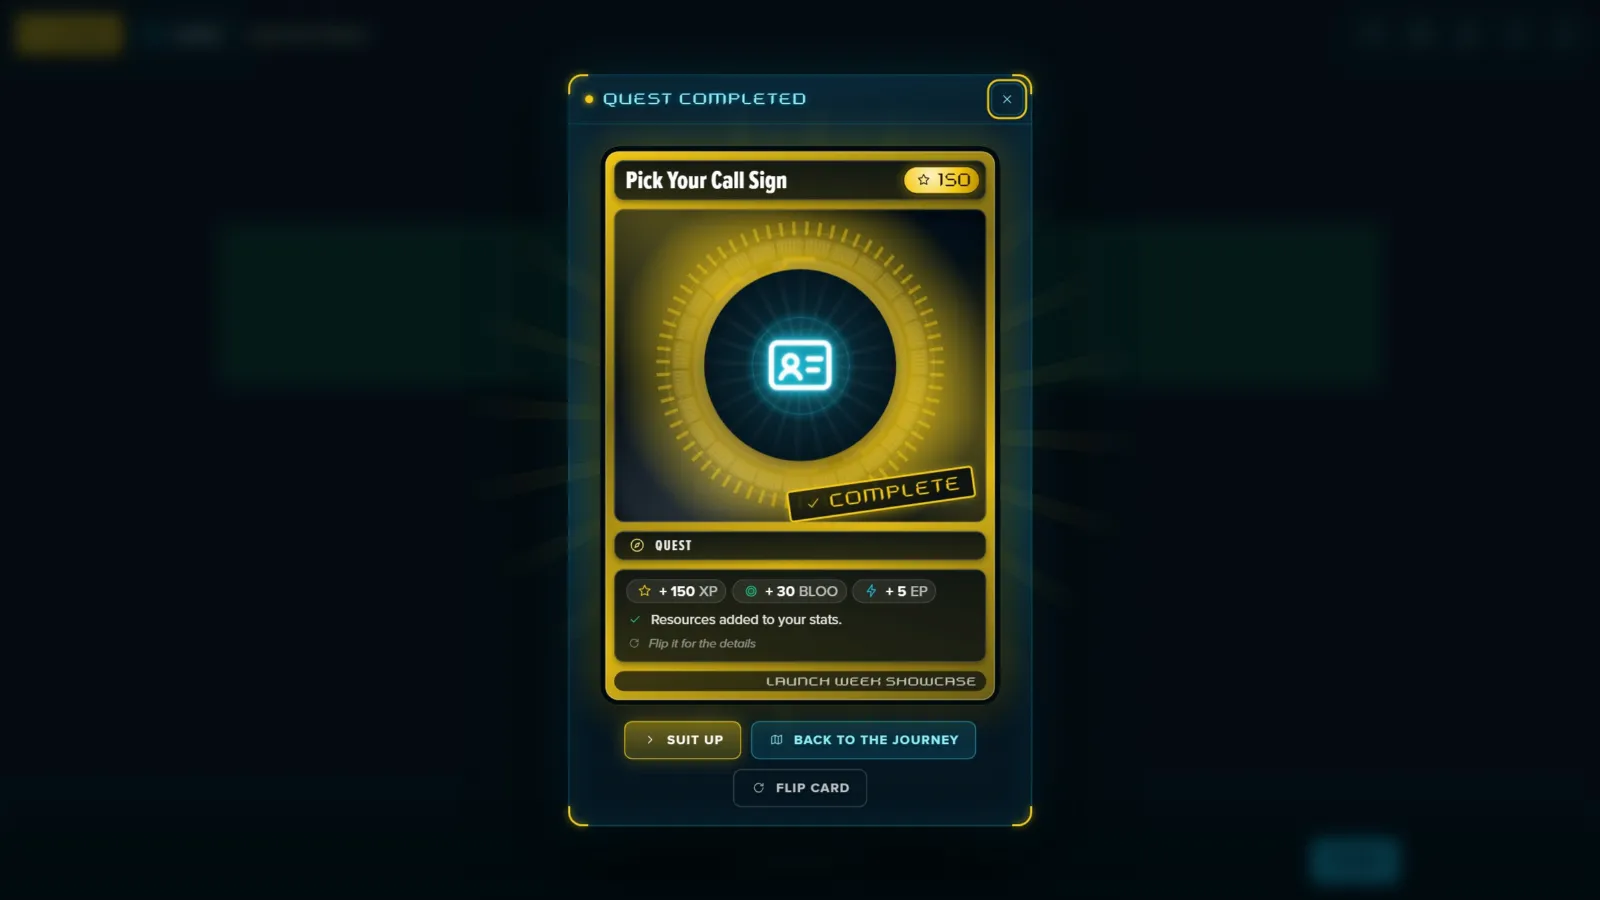 QUEST COMPLETED
Pick Your Call Sign
150
COMPLETE
QUEST
+ 150 XP
+ 30 BLOO
+ 5 EP
Resources added to your stats.
Flip it for the details
LAUNCH WEEK SHOWCASE
SUIT UP
BACK TO THE JOURNEY
FLIP CARD